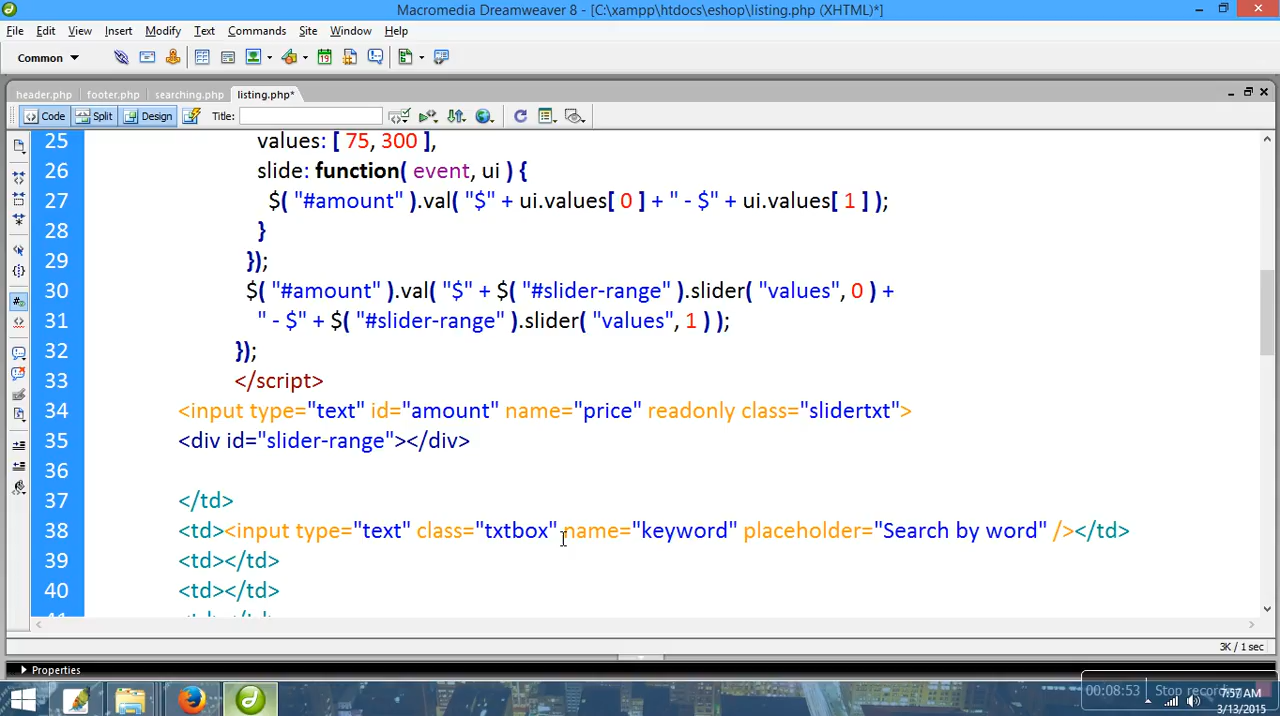 Macromedia Dreamweaver 8 - [C:\xampp\htdocs\eshop\listing.php (XHTML)*]
File Edit View Insert Modify Text Commands Site Window Help
Common
header.php footer.php searching.php listing.php*
Code Split Design Title:
25 values: [ 75, 300 ],
26 slide: function( event, ui ) {
27 $( "#amount" ).val( "$" + ui.values[ 0 ] + " - $" + ui.values[ 1 ] );
28 }
29 });
30 $( "#amount" ).val( "$" + $( "#slider-range" ).slider( "values", 0 ) +
31 " - $" + $( "#slider-range" ).slider( "values", 1 ) );
32 });
33 </script>
34 <input type="text" id="amount" name="price" readonly class="slidertxt">
35 <div id="slider-range"></div>
36
37 </td>
38 <td><input type="text" class="txtbox" name="keyword" placeholder="Search by word" /></td>
39 <td></td>
40 <td></td>
3K / 1 sec
Properties
00:08:53 Stop recording
7:57 AM
3/13/2015